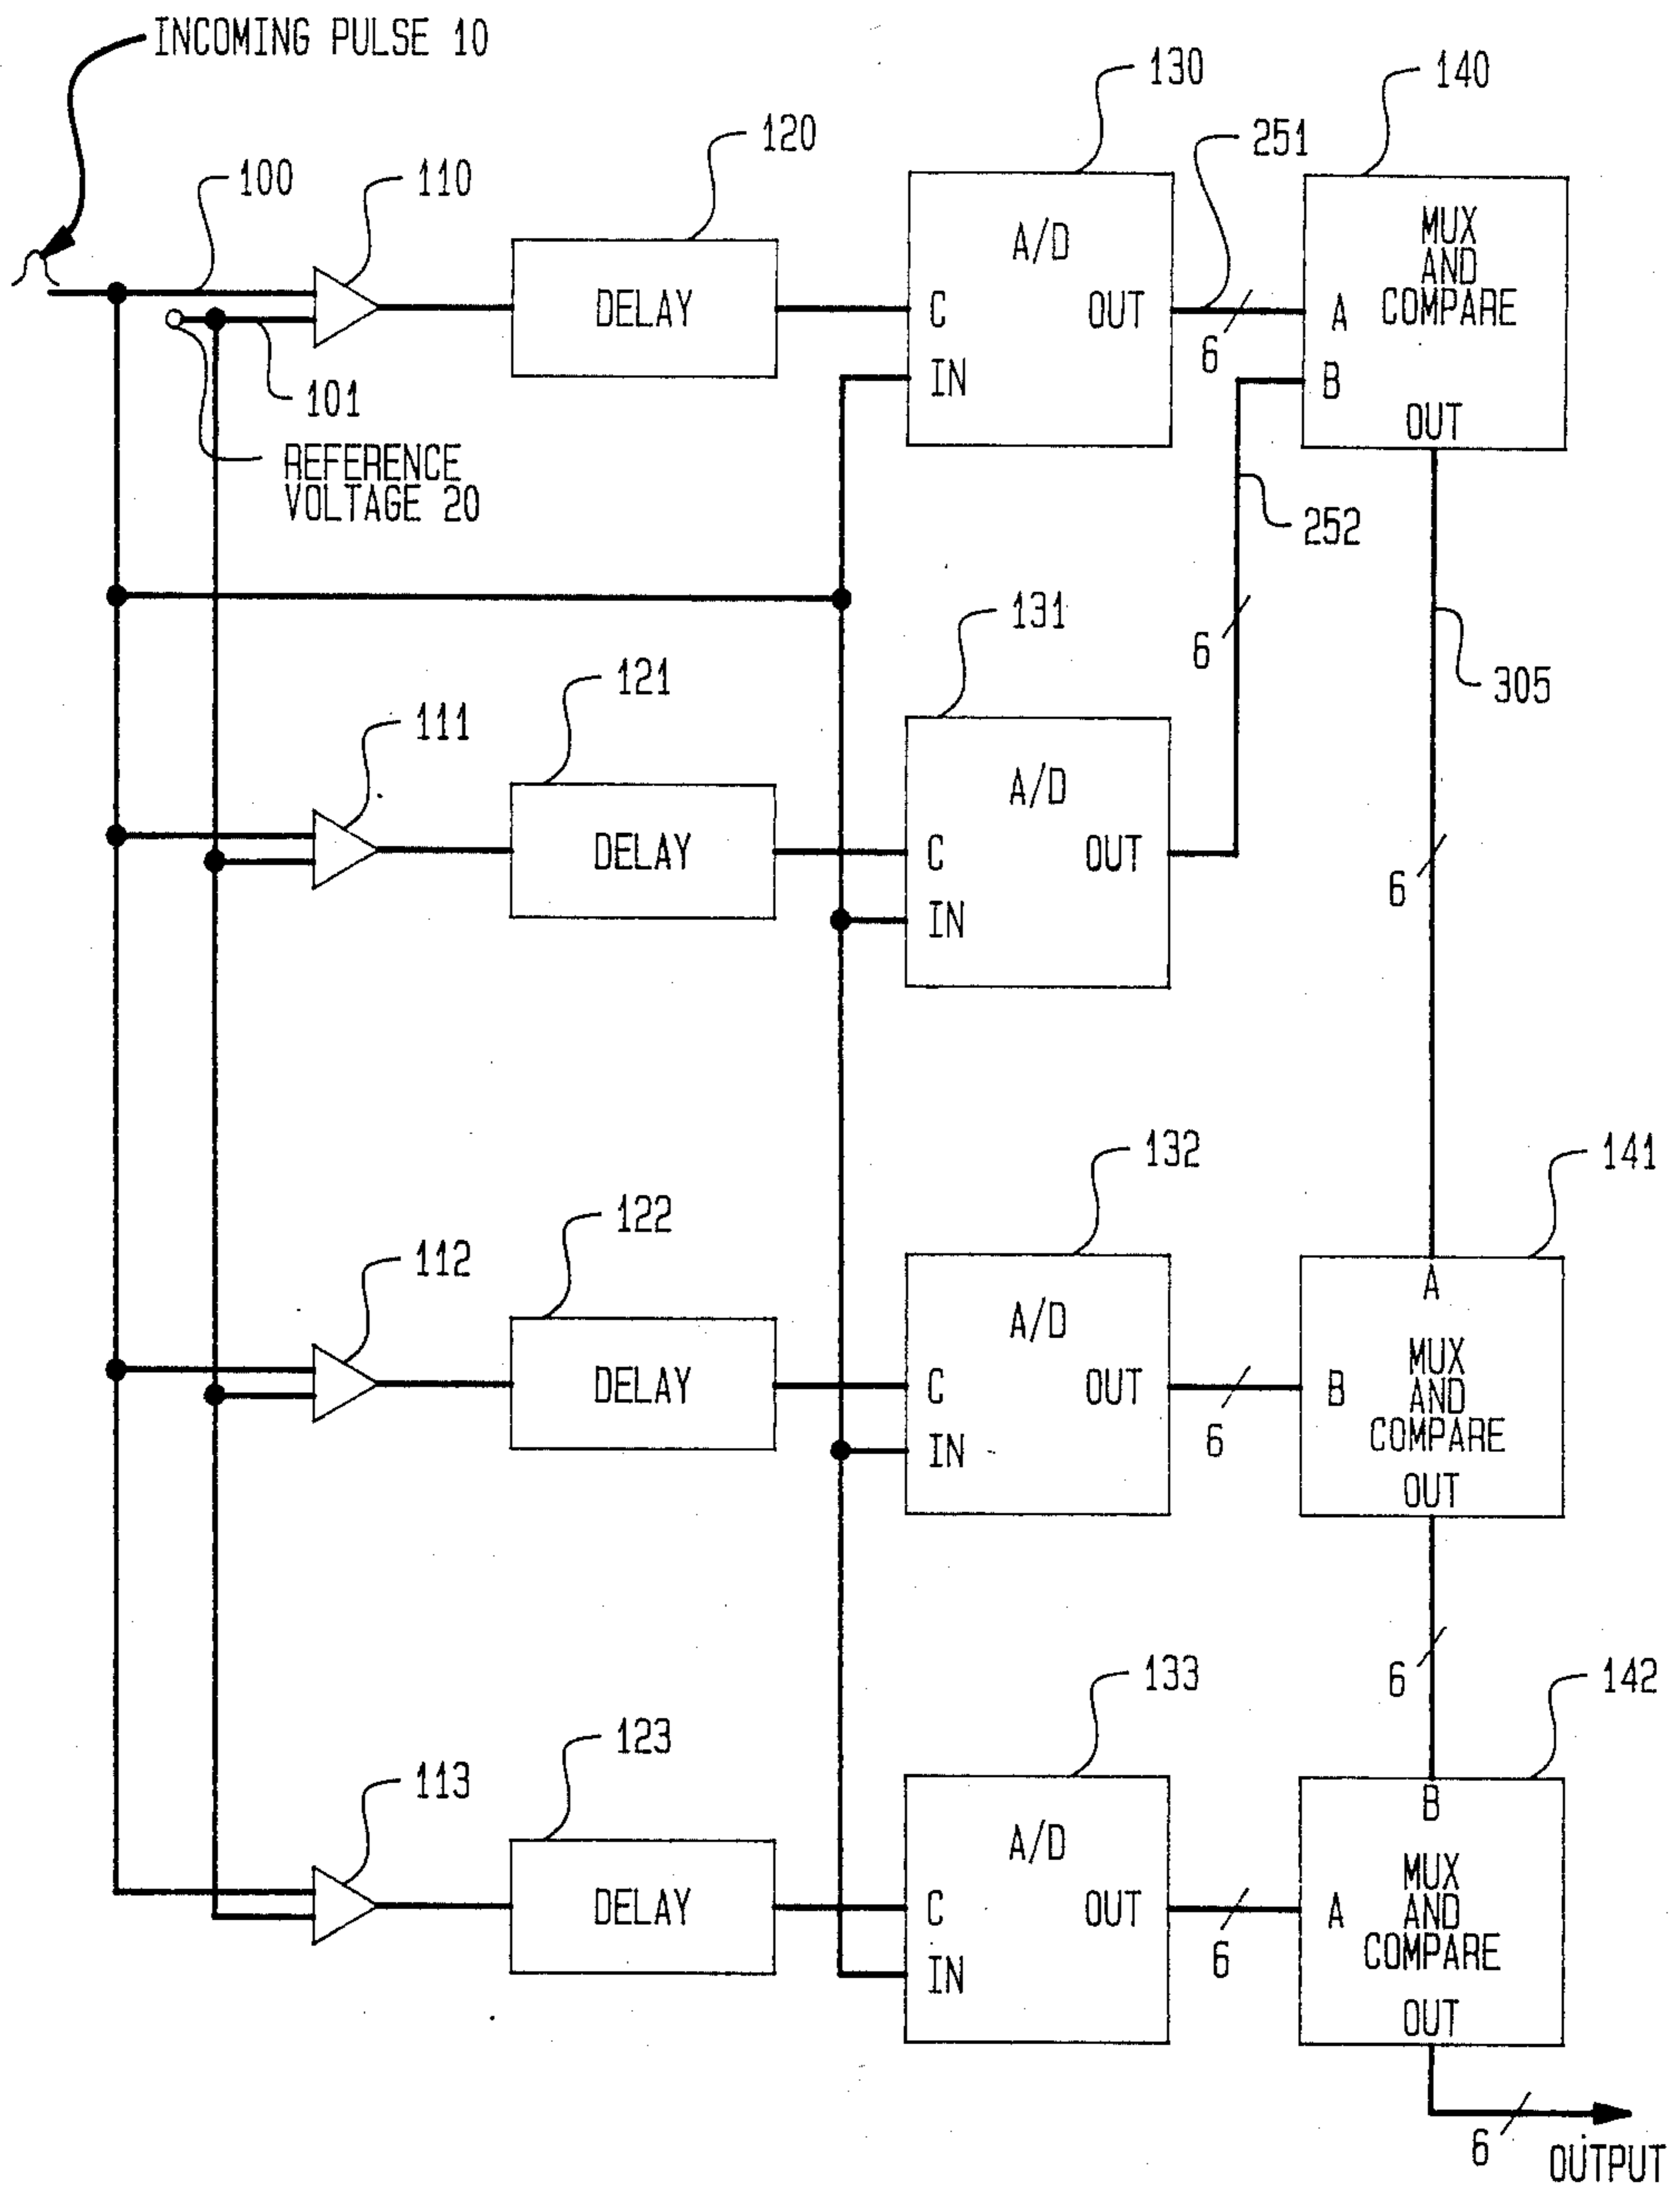 INCOMING PULSE 10
130
140
120
251
100
110
A/D
MUX
AND
COMPARE
DELAY
C
OUT
A
6
IN
B
101
OUT
REFERENCE
VOLTAGE 20
252
131
6
121
305
111
A/D
DELAY
C
OUT
6
IN
132
141
122
112
A
A/D
MUX
AND
COMPARE
DELAY
C
OUT
B
6
IN
OUT
133
6
142
123
113
B
A/D
MUX
AND
COMPARE
DELAY
C
OUT
A
6
IN
OUT
6
OUTPUT